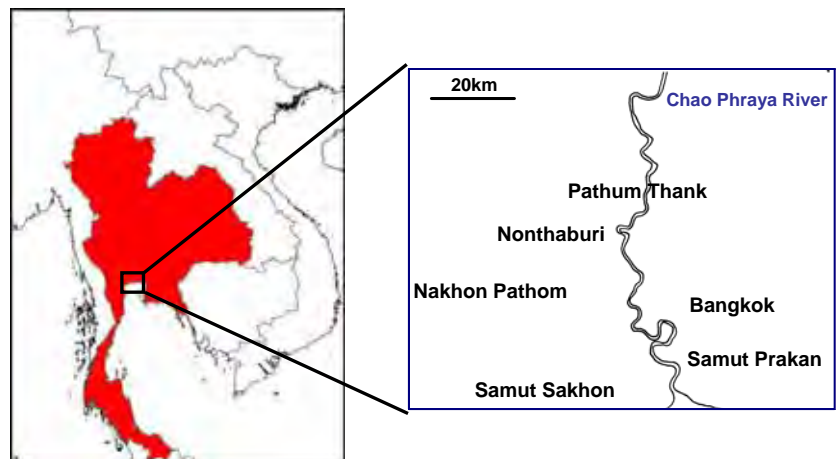 20km
Chao Phraya River
Pathum Thank
Nonthaburi
Nakhon Pathom
Bangkok
Samut Prakan
Samut Sakhon